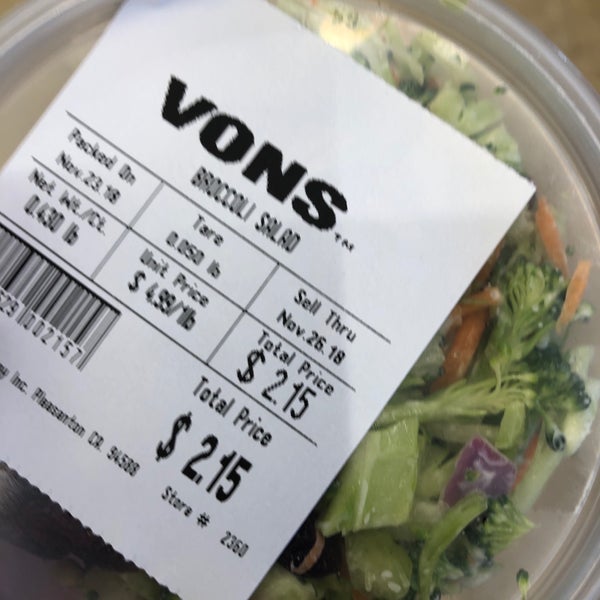 VONS™
BROCCOLI SALAD
Packed On
Nov.23.18
Tare
0.050 lb
Sell Thru
Nov.26.18
Net Wt./Ct.
0.430 lb
Unit Price
$ 4.99/lb
Total Price
$ 2.15
Total Price
$ 2.15
Inc. Pleasanton CA. 94588
Store # 2360